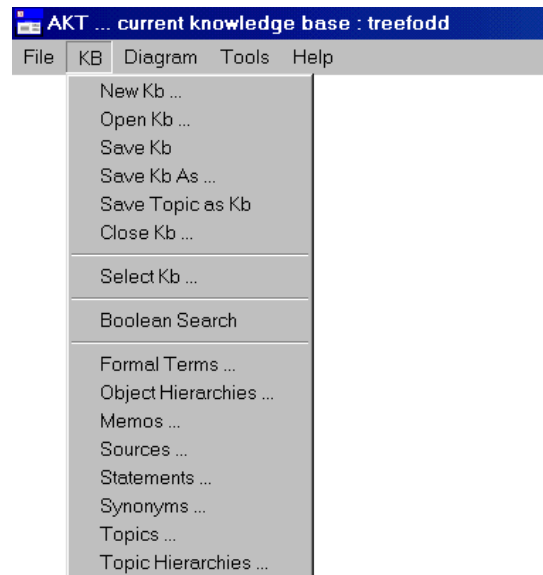 AKT ... current knowledge base : treefodd
File KB Diagram Tools Help
New Kb ...
Open Kb ...
Save Kb
Save Kb As ...
Save Topic as Kb
Close Kb ...
Select Kb ...
Boolean Search
Formal Terms ...
Object Hierarchies ...
Memos ...
Sources ...
Statements ...
Synonyms ...
Topics ...
Topic Hierarchies ...